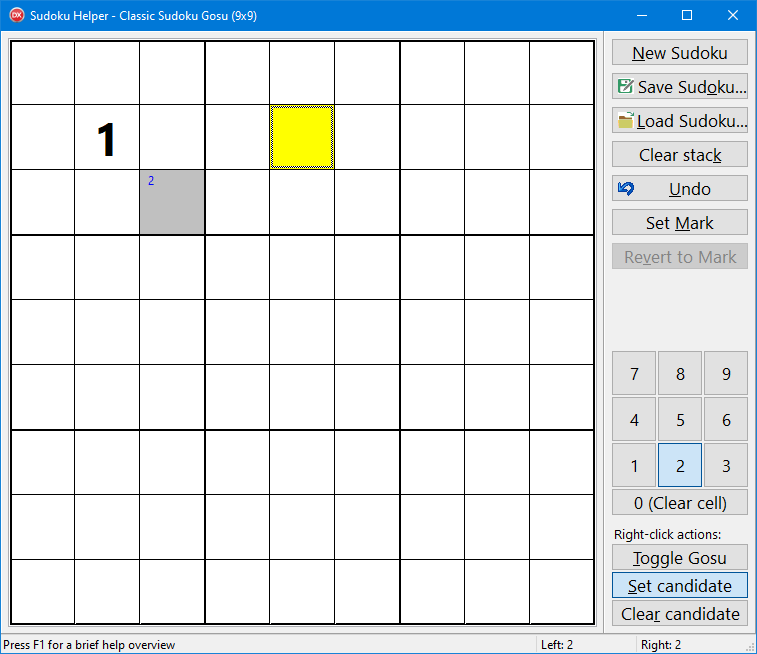 DX Sudoku Helper - Classic Sudoku Gosu (9x9)
New Sudoku
1
Save Sudoku...
Load Sudoku...
Clear stack
2
Undo
Set Mark
Revert to Mark
7 8 9
4 5 6
1 2 3
0 (Clear cell)
Right-click actions:
Toggle Gosu
Set candidate
Clear candidate
Press F1 for a brief help overview
Left: 2
Right: 2